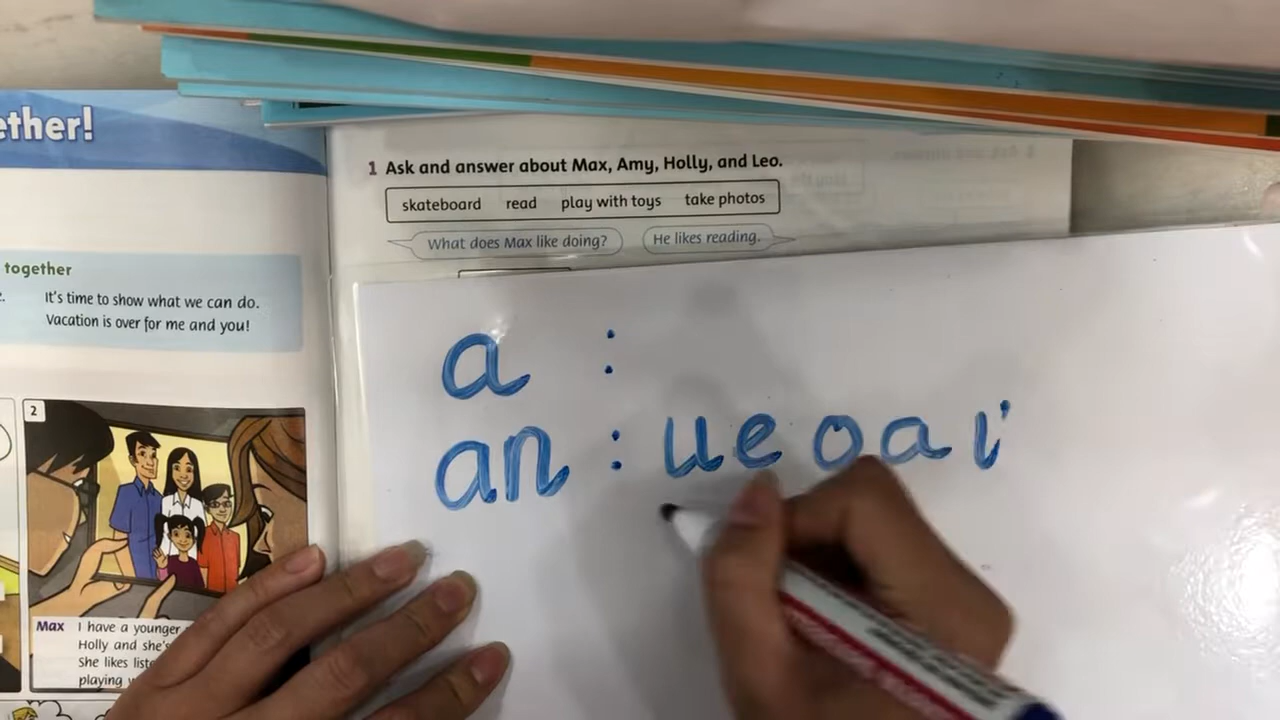 ether!
together
It's time to show what we can do.
Vacation is over for me and you!
2
Max I have a younger
Holly and she's
she likes
playing
1 Ask and answer about Max, Amy, Holly, and Leo.
skateboard read play with toys take photos
What does Max like doing? He likes reading.
a :
an : u e o a i